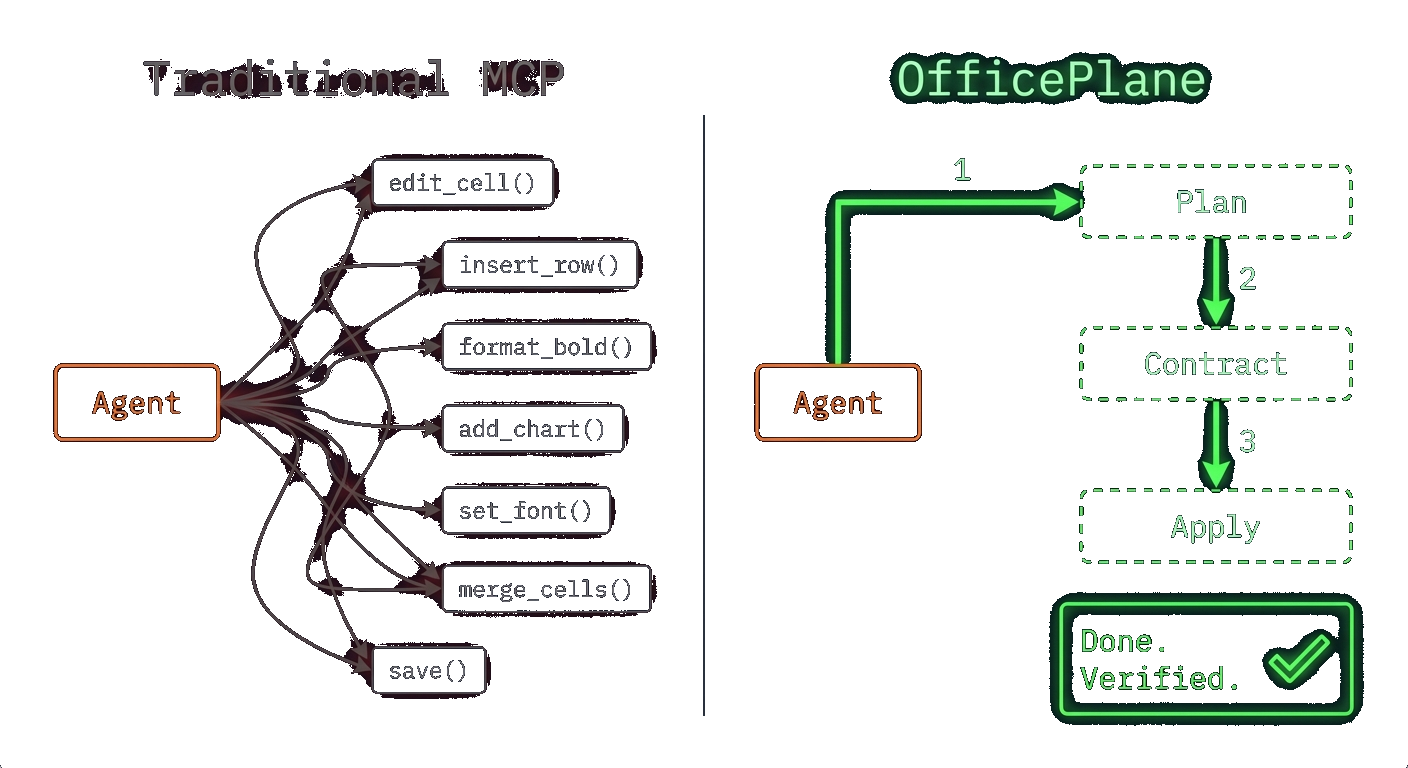 Traditional MCP
edit_cell()
insert_row()
format_bold()
Agent
add_chart()
set_font()
merge_cells()
save()
OfficePlane
1
Plan
2
Contract
Agent
3
Apply
Done.
Verified.